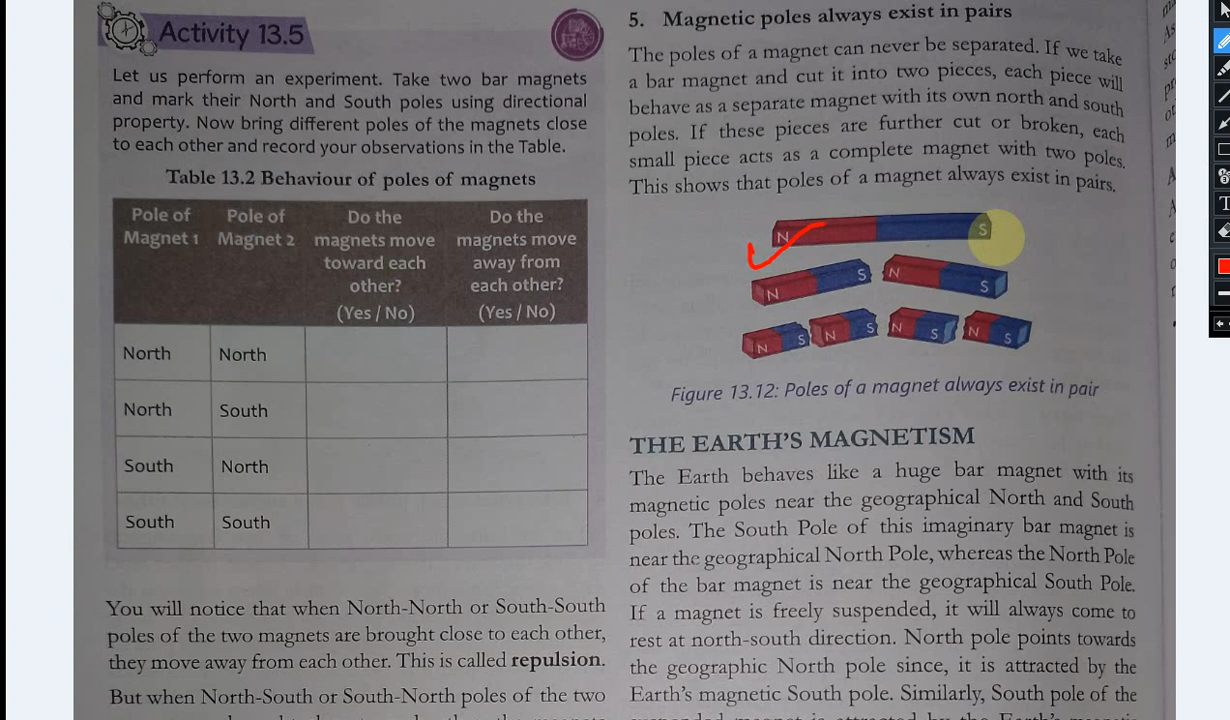 Activity 13.5
Let us perform an experiment. Take two bar magnets
and mark their North and South poles using directional
property. Now bring different poles of the magnets close
to each other and record your observations in the Table.
Table 13.2 Behaviour of poles of magnets
Pole of Magnet 1 Pole of Magnet 2 Do the magnets move toward each other? (Yes / No) Do the magnets move away from each other? (Yes / No)
North North
North South
South North
South South
You will notice that when North-North or South-South
poles of the two magnets are brought close to each other,
they move away from each other. This is called repulsion.
But when North-South or South-North poles of the two
5. Magnetic poles always exist in pairs
The poles of a magnet can never be separated. If we take
a bar magnet and cut it into two pieces, each piece will
behave as a separate magnet with its own north and south
poles. If these pieces are further cut or broken, each
small piece acts as a complete magnet with two poles.
This shows that poles of a magnet always exist in pairs.
N S
N S N S
N S N S N S N S
Figure 13.12: Poles of a magnet always exist in pair
THE EARTH'S MAGNETISM
The Earth behaves like a huge bar magnet with its
magnetic poles near the geographical North and South
poles. The South Pole of this imaginary bar magnet is
near the geographical North Pole, whereas the North Pole
of the bar magnet is near the geographical South Pole.
If a magnet is freely suspended, it will always come to
rest at north-south direction. North pole points towards
the geographic North pole since, it is attracted by the
Earth's magnetic South pole. Similarly, South pole of the